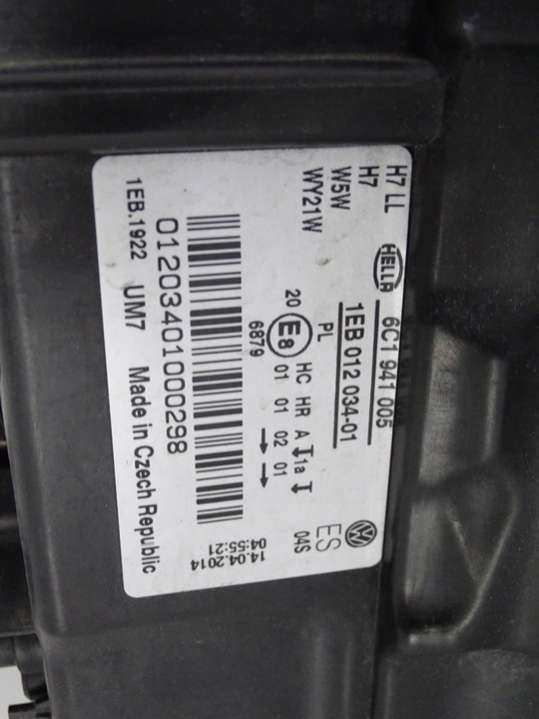 H7 LL
H7
W5W
WY21W
HELLA
6C1 941 005
1EB 012 034-01
PL
20 E8
6879
HC HR A 1a
01 01 02 01
ES
04S
14.04.2014
04:55:21
01203401000298
1EB.1922 UM7 Made in Czech Republic